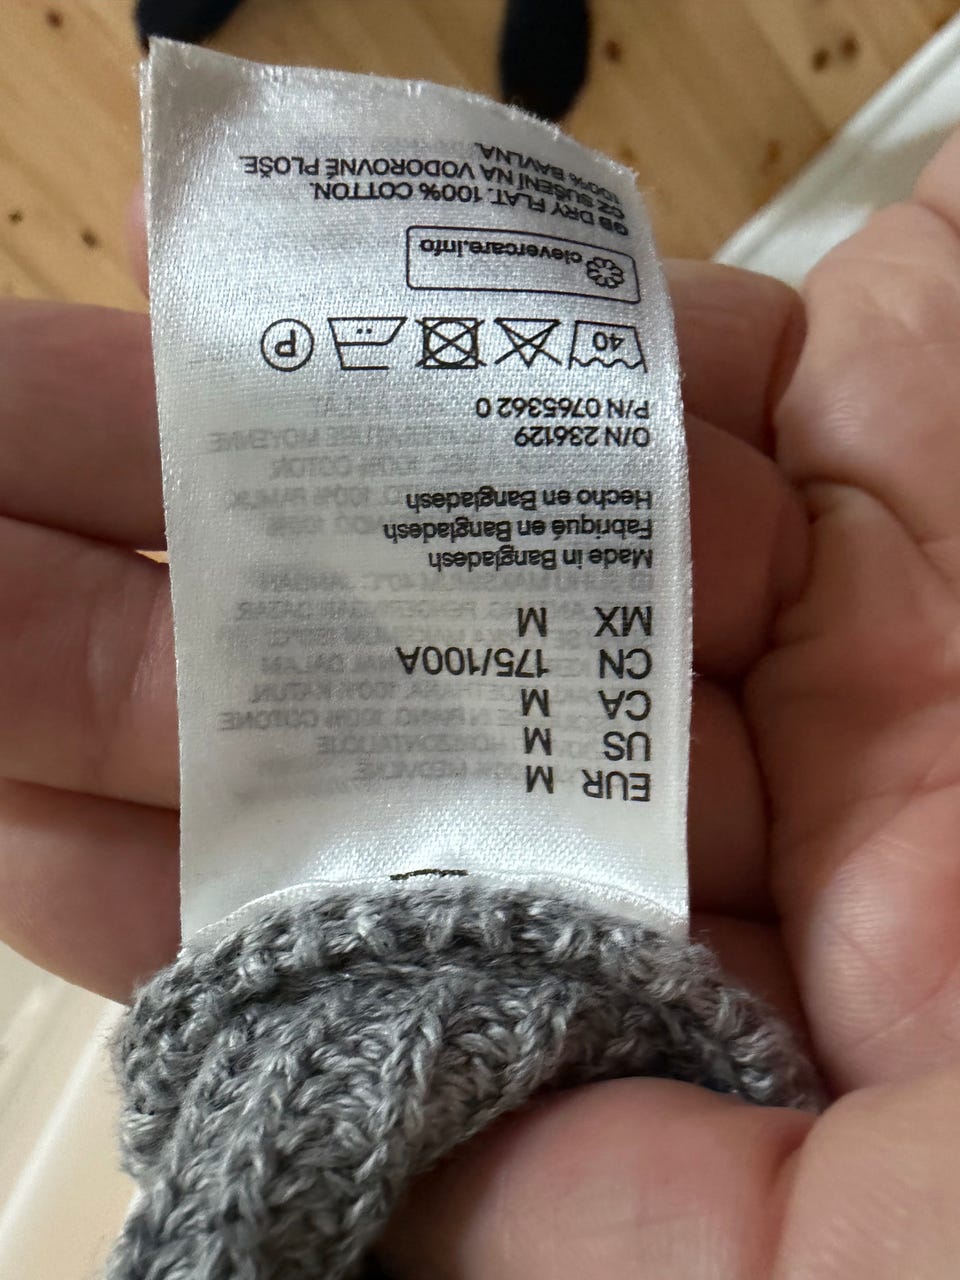 EUR M
US M
CA M
CN 175/100A
MX M
Made in Bangladesh
Fabriqué en Bangladesh
Hecho en Bangladesh
O/N 236129
P/N 0765362 0
40 P
clevercare.info
GB DRY FLAT. 100% COTTON.
CZ SUŠENÍ NA VODOROVNÉ PLOŠE.
100% BAVLNA.